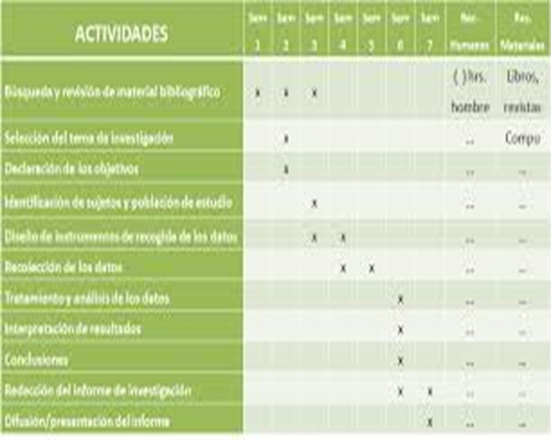 ACTIVIDADES Sem 1 Sem 2 Sem 3 Sem 4 Sem 5 Sem 6 Sem 7 Rec. Humanos Rec. Materiales
Búsqueda y revisión de material bibliográfico x x x ( ) hrs. hombre Libros, revistas
Selección del tema de investigación x ... Compu
Declaración de los objetivos x ... ...
Identificación de sujetos y población de estudio x ... ...
Diseño de instrumentos de recogida de los datos x x ... ...
Recolección de los datos x x ... ...
Tratamiento y análisis de los datos x ... ...
Interpretación de resultados x ... ...
Conclusiones x ... ...
Redacción del informe de investigación x x ... ...
Difusión/presentación del informe x ... ...